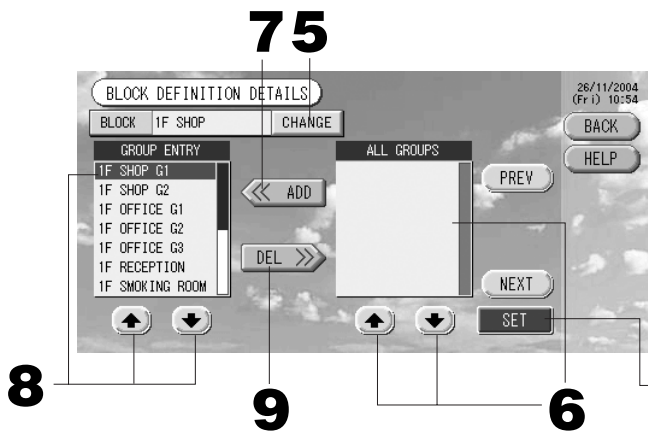 7 5
BLOCK DEFINITION DETAILS
26/11/2004
(Fri) 10:54
BLOCK 1F SHOP CHANGE
BACK
HELP
GROUP ENTRY
1F SHOP G1
1F SHOP G2
1F OFFICE G1
1F OFFICE G2
1F OFFICE G3
1F RECEPTION
1F SMOKING ROOM
ADD
DEL
ALL GROUPS
PREV
NEXT
SET
8
9
6